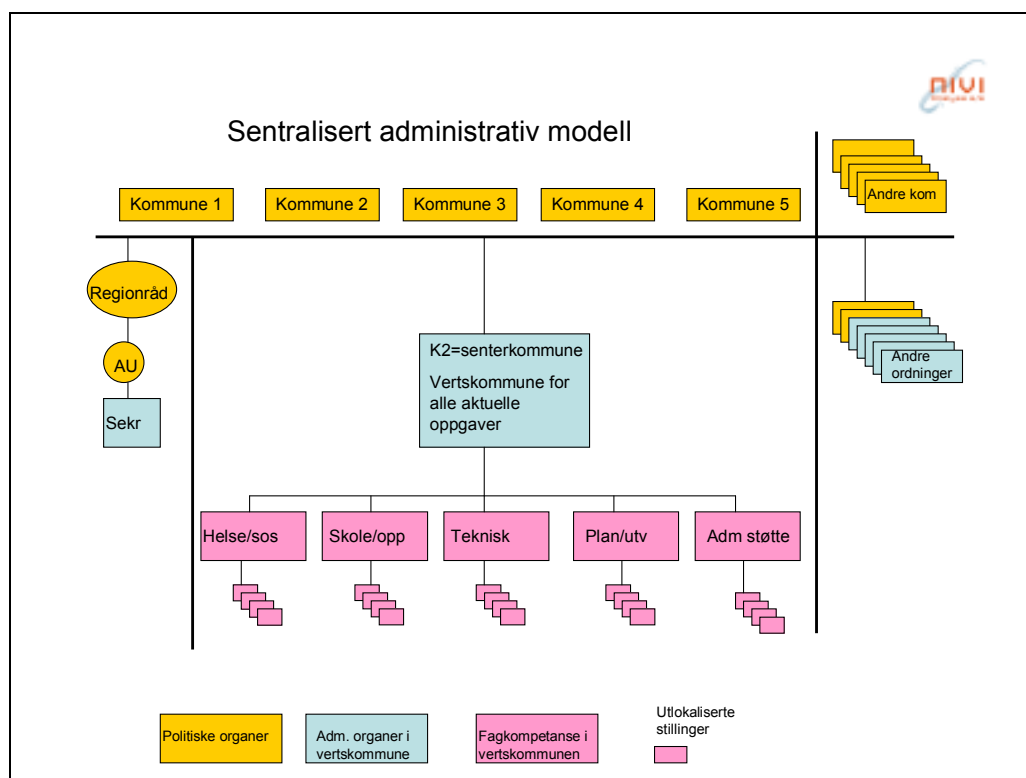 NIVI
Sentralisert administrativ modell
Kommune 1
Kommune 2
Kommune 3
Kommune 4
Kommune 5
Andre kom
Regionråd
AU
Sekr
K2=senterkommune
Vertskommune for
alle aktuelle
oppgaver
Andre
ordninger
Helse/sos
Skole/opp
Teknisk
Plan/utv
Adm støtte
Politiske organer
Adm. organer i
vertskommune
Fagkompetanse i
vertskommunen
Utlokaliserte
stillinger